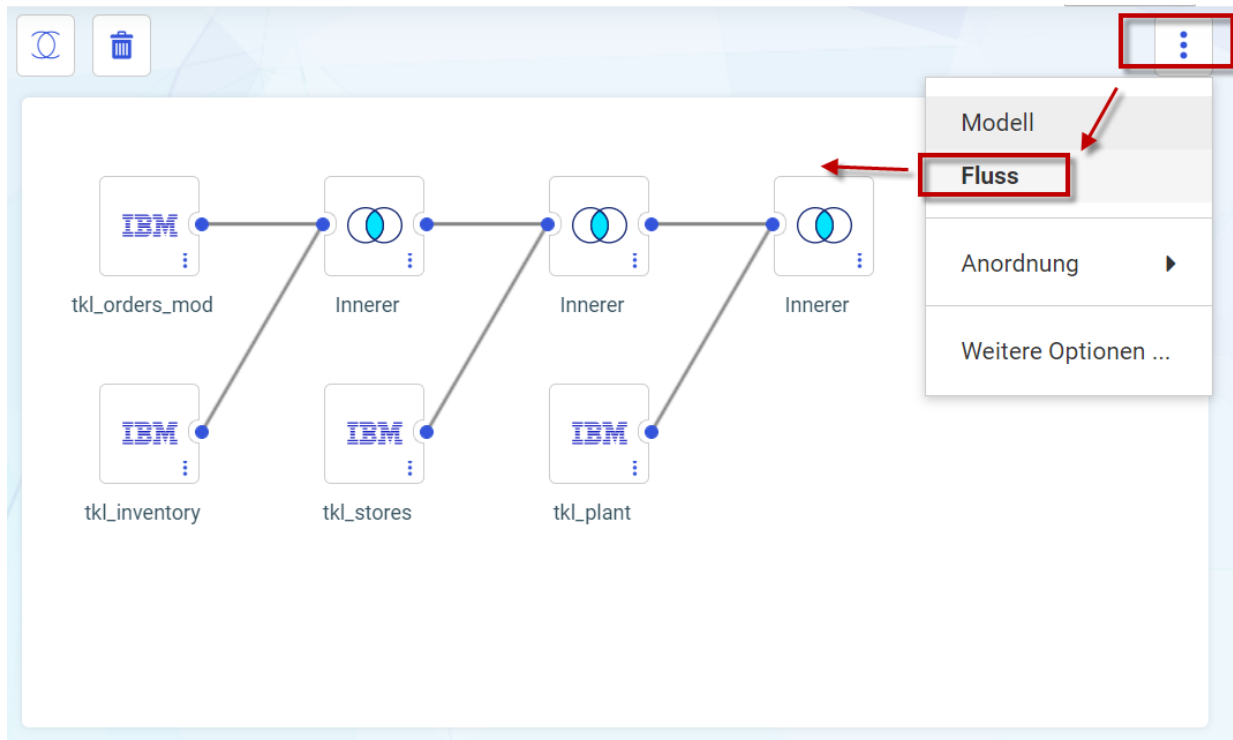 Modell
Fluss
Anordnung
Weitere Optionen ...
IBM
tkl_orders_mod
Innerer
Innerer
Innerer
IBM
IBM
IBM
tkl_inventory
tkl_stores
tkl_plant